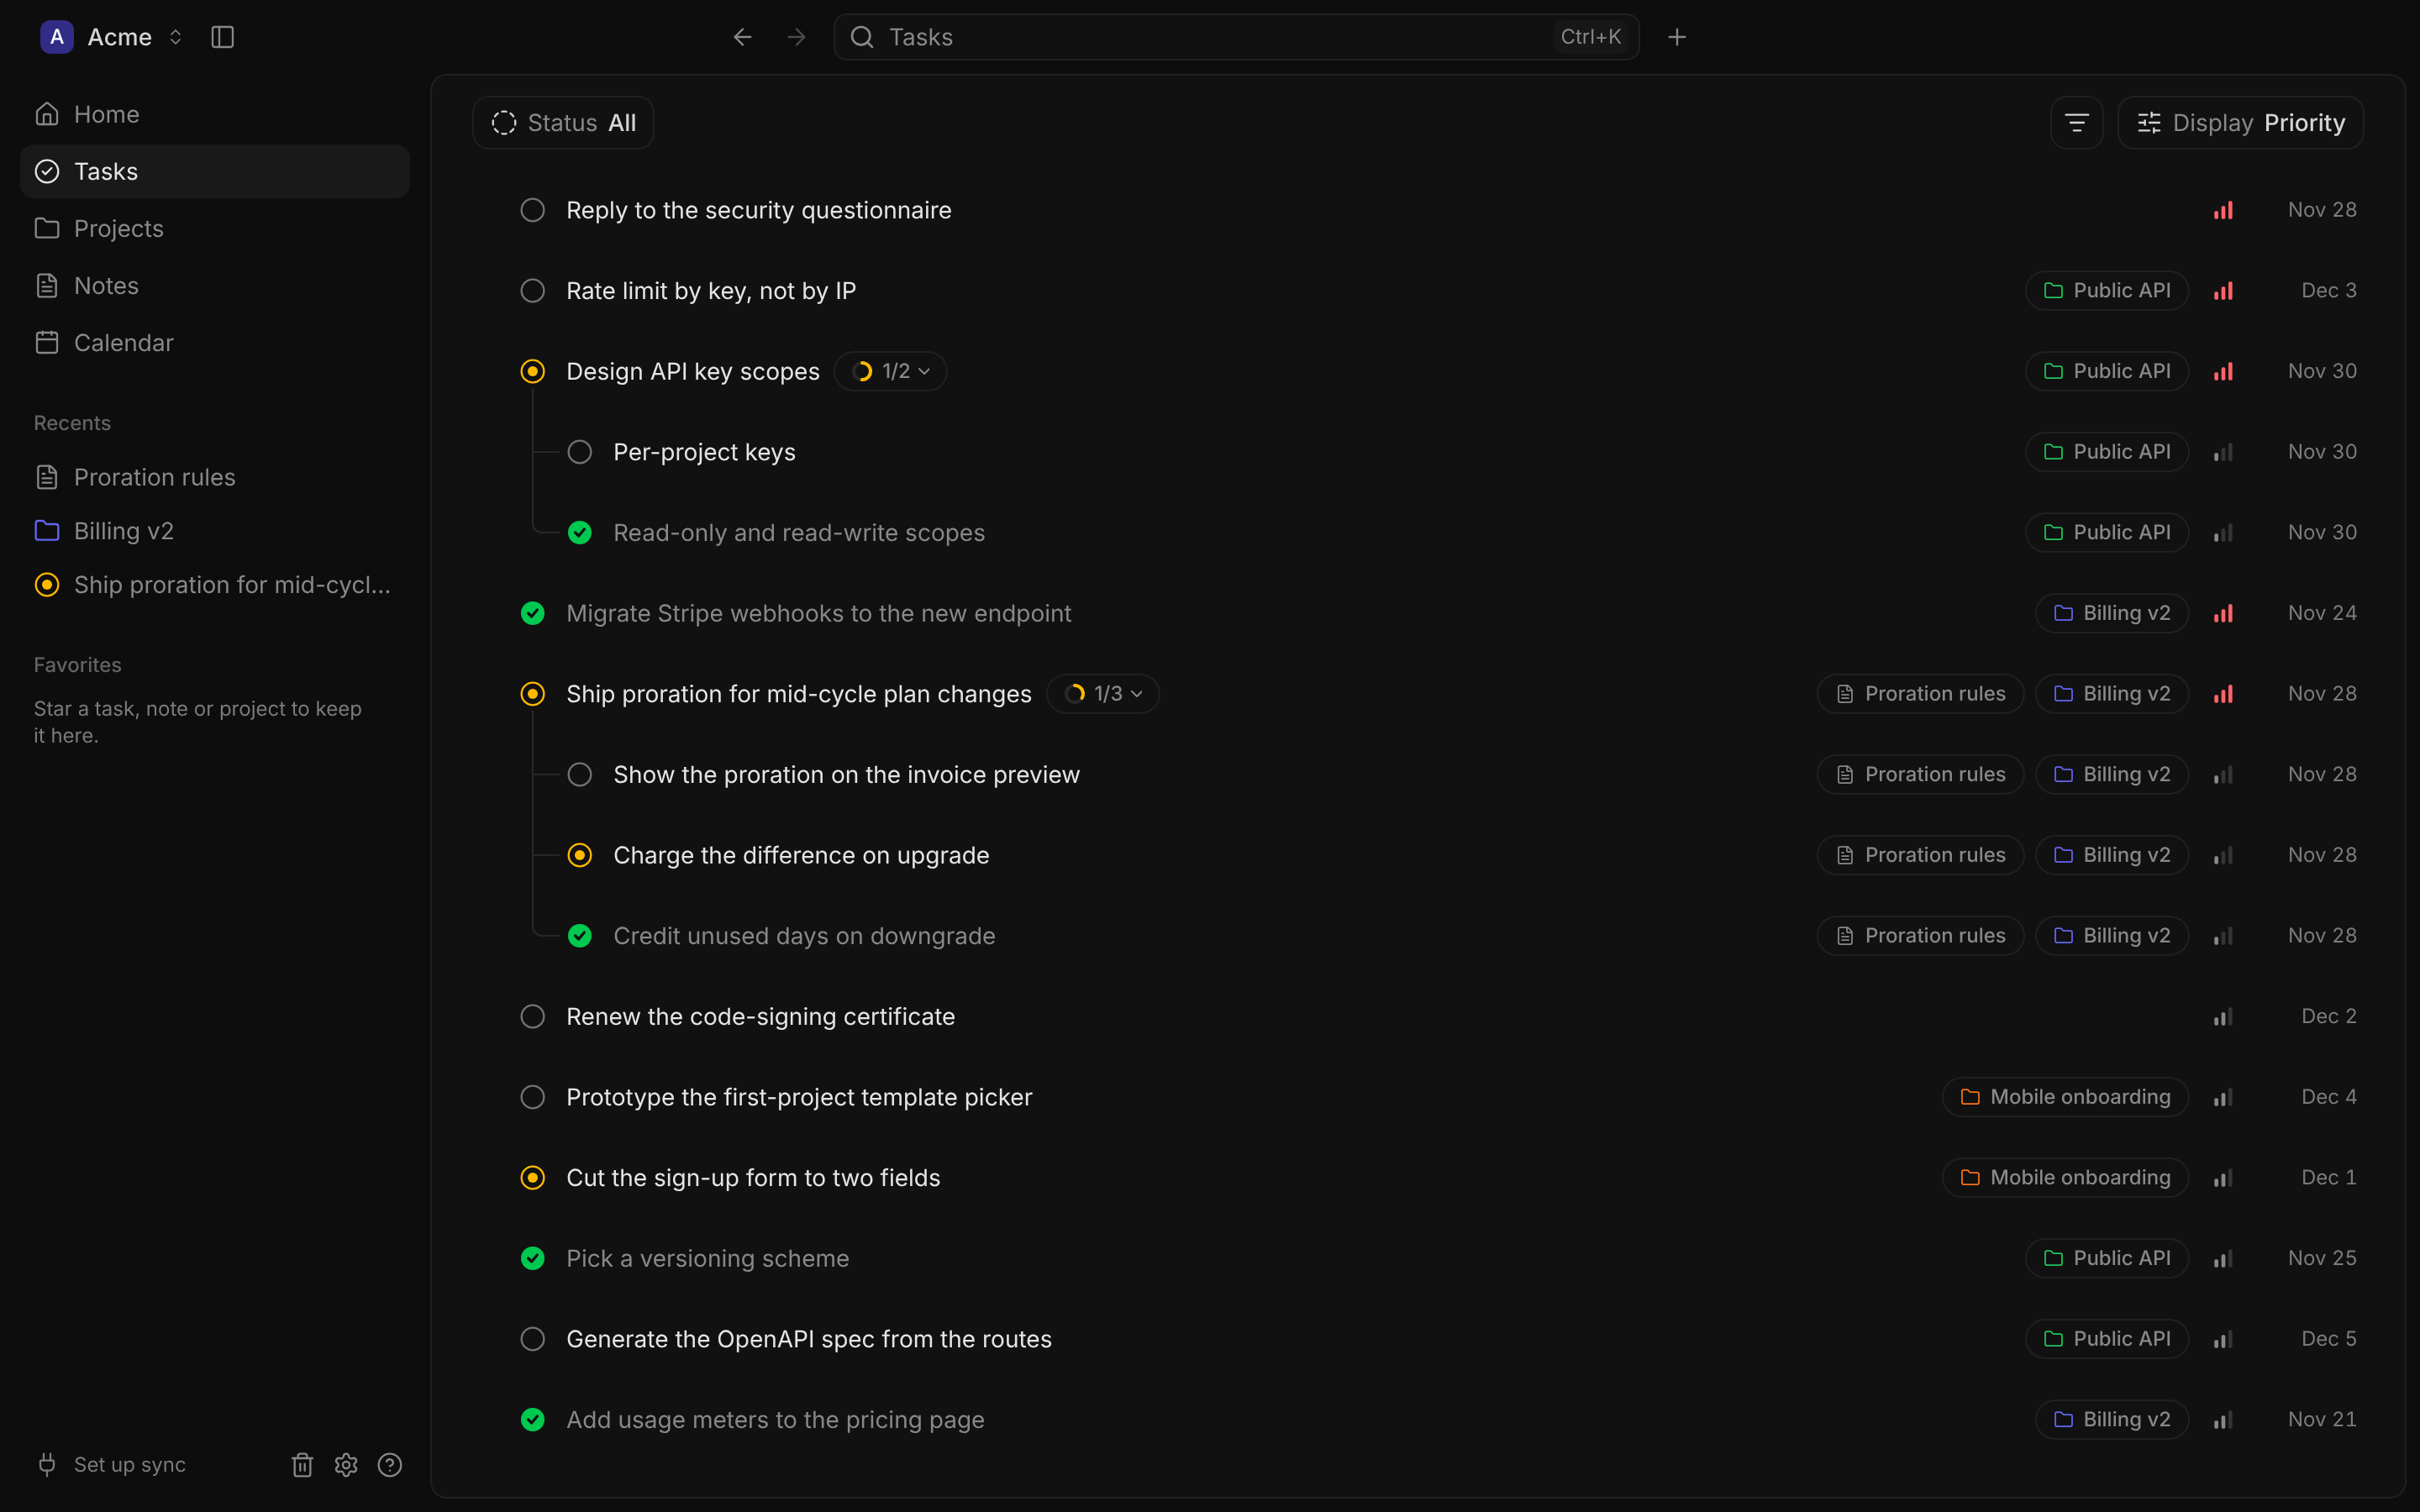 A Acme
Tasks Ctrl+K
Home
Tasks
Projects
Notes
Calendar
Recents
Proration rules
Billing v2
Ship proration for mid-cycl...
Favorites
Star a task, note or project to keep
it here.
Set up sync
Status All
Display Priority
Reply to the security questionnaire Nov 28
Rate limit by key, not by IP Public API Dec 3
Design API key scopes 1/2 Public API Nov 30
Per-project keys Public API Nov 30
Read-only and read-write scopes Public API Nov 30
Migrate Stripe webhooks to the new endpoint Billing v2 Nov 24
Ship proration for mid-cycle plan changes 1/3 Proration rules Billing v2 Nov 28
Show the proration on the invoice preview Proration rules Billing v2 Nov 28
Charge the difference on upgrade Proration rules Billing v2 Nov 28
Credit unused days on downgrade Proration rules Billing v2 Nov 28
Renew the code-signing certificate Dec 2
Prototype the first-project template picker Mobile onboarding Dec 4
Cut the sign-up form to two fields Mobile onboarding Dec 1
Pick a versioning scheme Public API Nov 25
Generate the OpenAPI spec from the routes Public API Dec 5
Add usage meters to the pricing page Billing v2 Nov 21